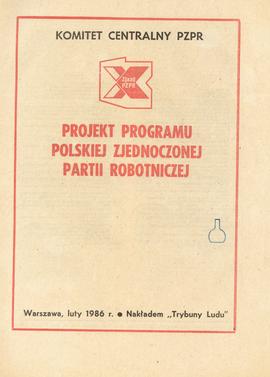 KOMITET CENTRALNY PZPR
X
Zjazd
PZPR
PROJEKT PROGRAMU
POLSKIEJ ZJEDNOCZONEJ
PARTII ROBOTNICZEJ
Warszawa, luty 1986 r. ● Nakładem „Trybuny Ludu"